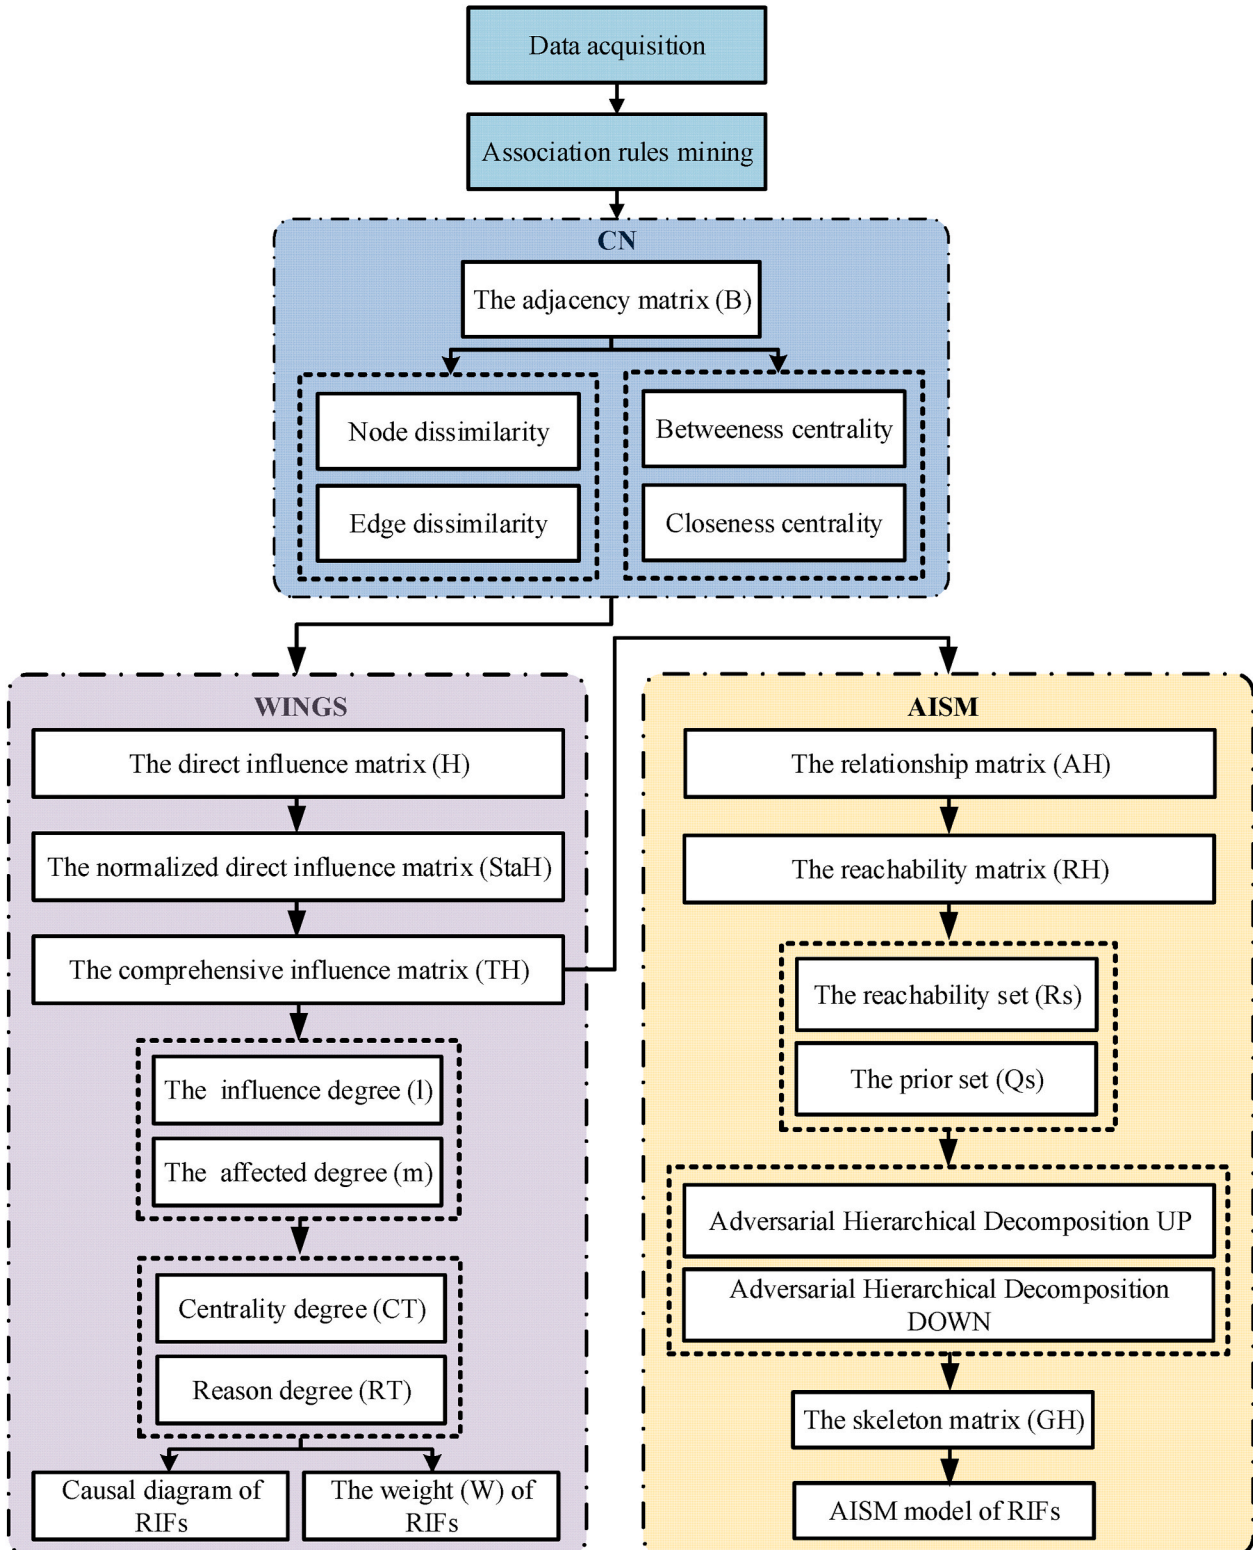 Data acquisition
Association rules mining
CN
The adjacency matrix (B)
Node dissimilarity
Edge dissimilarity
Betweeness centrality
Closeness centrality
WINGS
The direct influence matrix (H)
The normalized direct influence matrix (StaH)
The comprehensive influence matrix (TH)
The influence degree (l)
The affected degree (m)
Centrality degree (CT)
Reason degree (RT)
Causal diagram of
RIFs
The weight (W) of
RIFs
AISM
The relationship matrix (AH)
The reachability matrix (RH)
The reachability set (Rs)
The prior set (Qs)
Adversarial Hierarchical Decomposition UP
Adversarial Hierarchical Decomposition
DOWN
The skeleton matrix (GH)
AISM model of RIFs